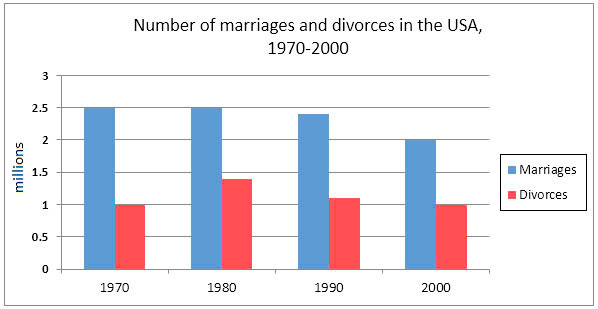 Number of marriages and divorces in the USA,
1970-2000
millions
3
2.5
2
1.5
1
0.5
0
1970 1980 1990 2000
Marriages
Divorces